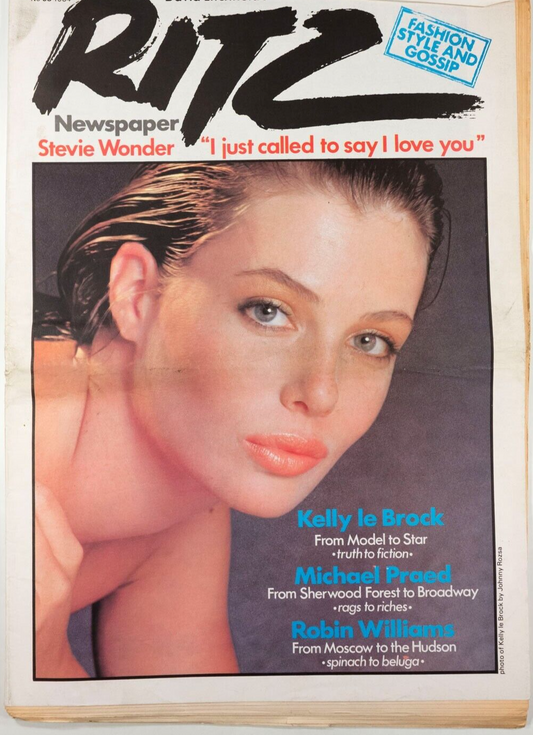 RITZ
FASHION
STYLE AND
GOSSIP
Newspaper
Stevie Wonder "I just called to say I love you"
Kelly le Brock
From Model to Star
•truth to fiction•
Michael Praed
From Sherwood Forest to Broadway
•rags to riches•
Robin Williams
From Moscow to the Hudson
•spinach to beluga•
photo of Kelly le Brock by Johnny Rozsa